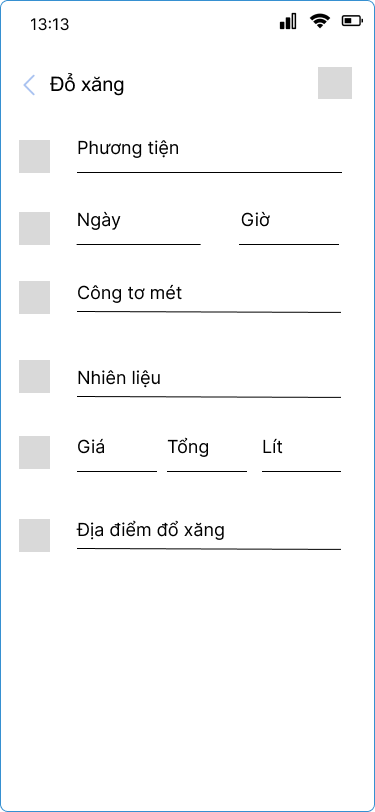 13:13
Đổ xăng
Phương tiện
Ngày Giờ
Công tơ mét
Nhiên liệu
Giá Tổng Lít
Địa điểm đổ xăng